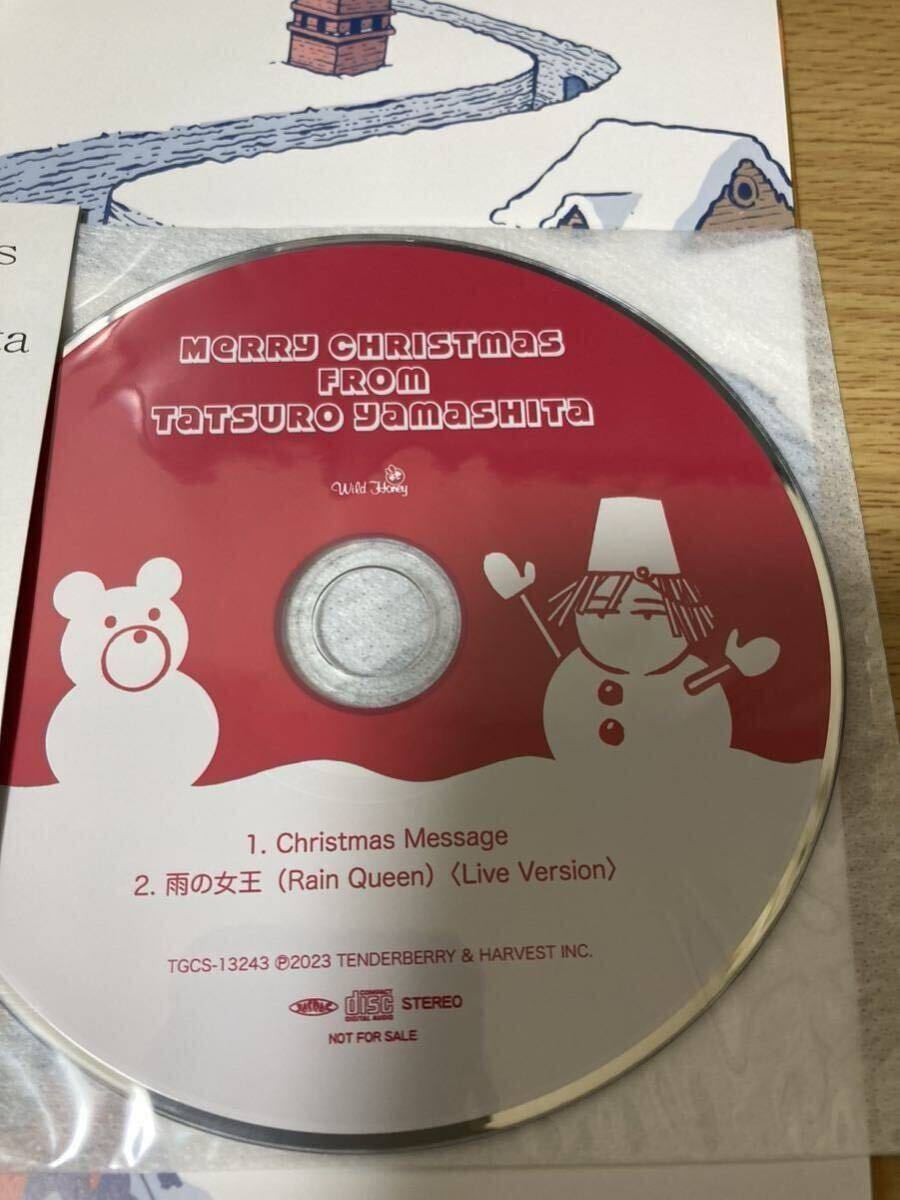 s
ta
MERRY CHRISTMAS
FROM
TATSURO YAMASHITA
Wild Honey
1. Christmas Message
2. 雨の女王（Rain Queen）〈Live Version〉
TGCS-13243 ℗2023 TENDERBERRY & HARVEST INC.
COMPACT disc DIGITAL AUDIO STEREO
NOT FOR SALE